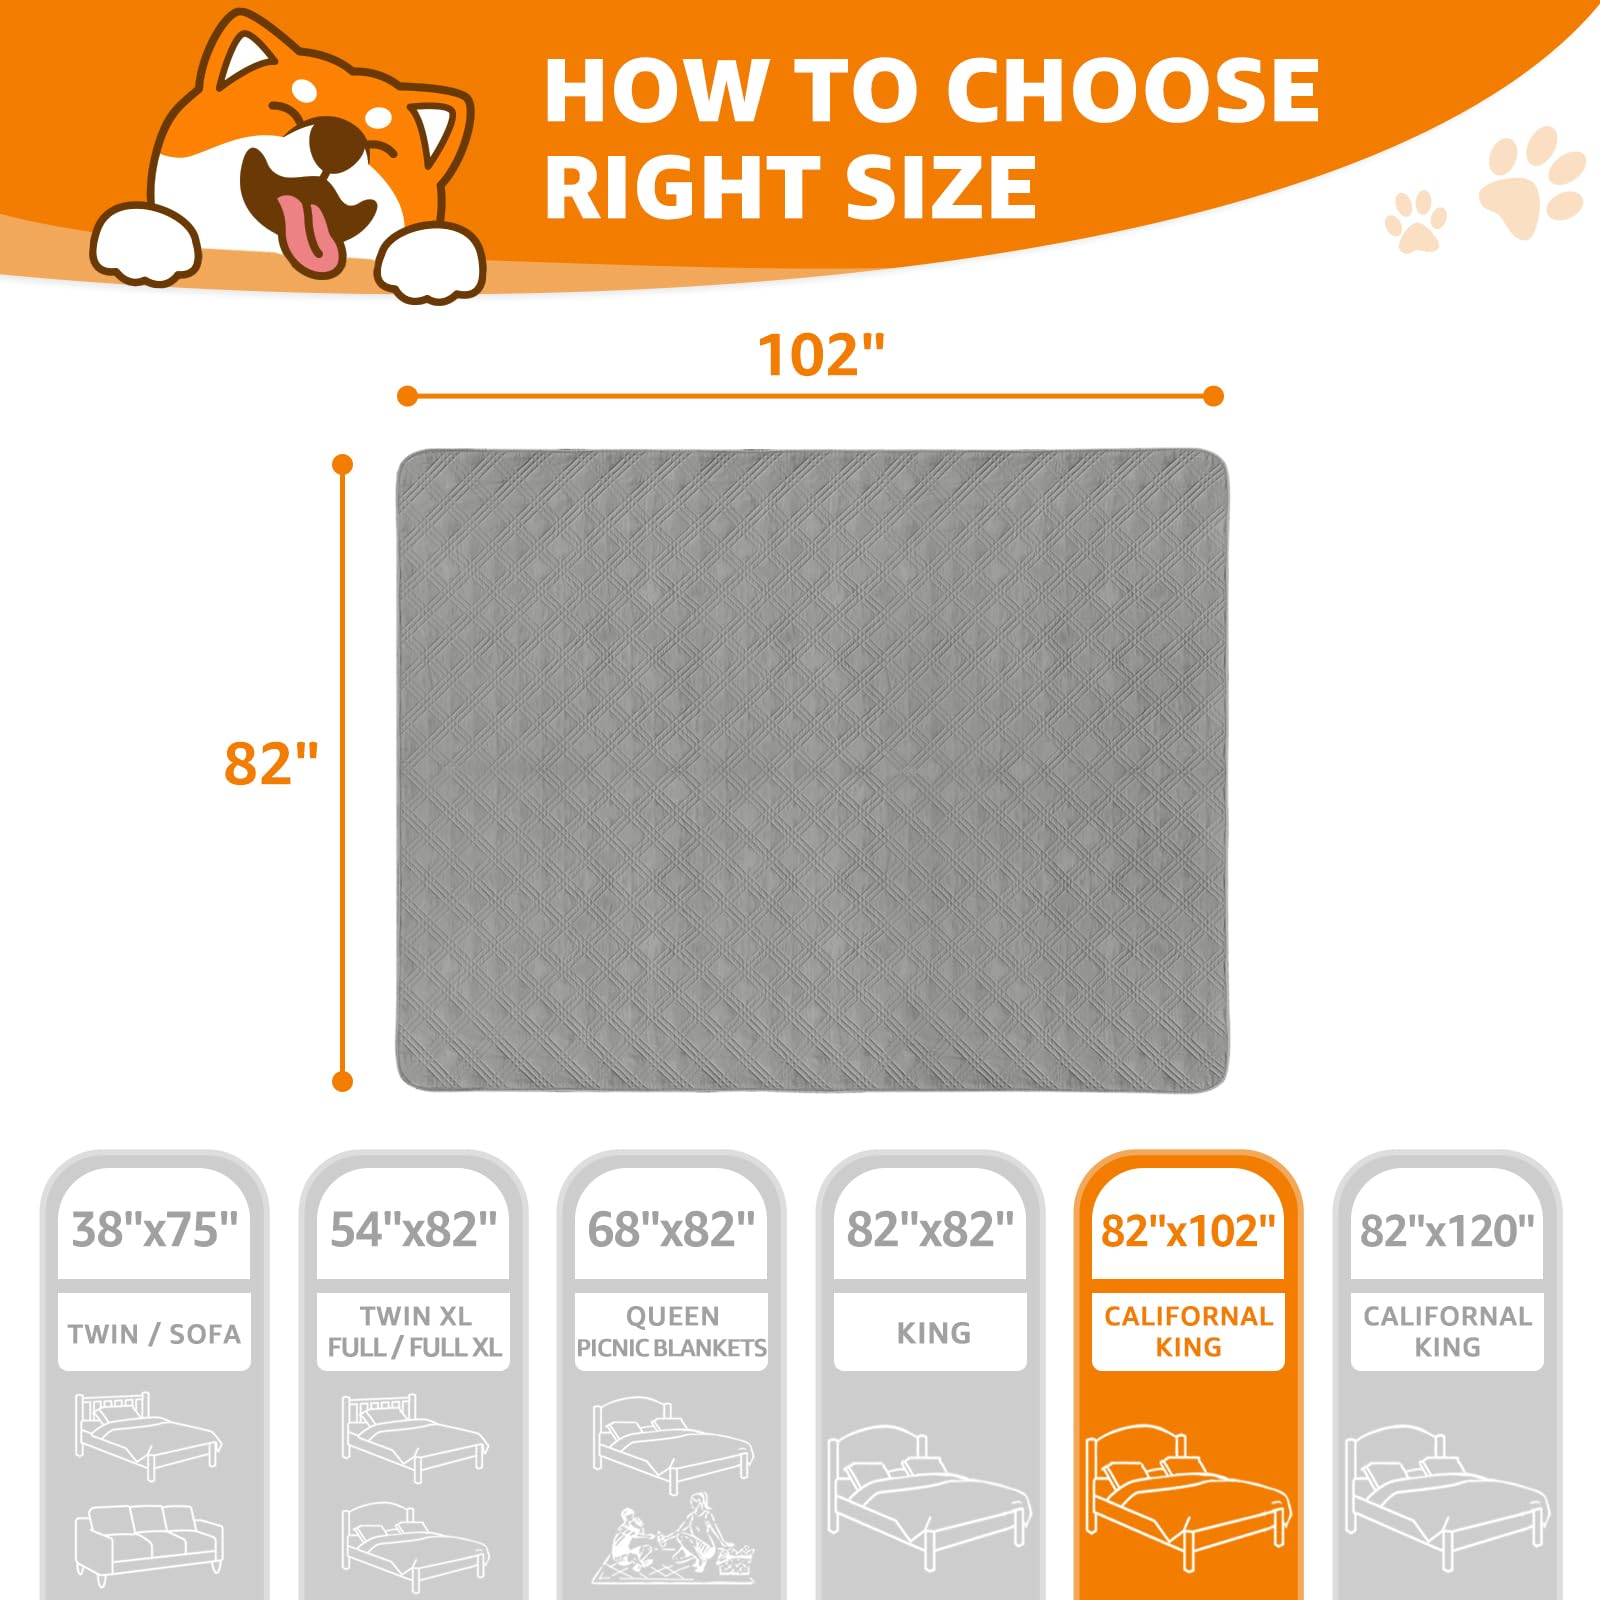 HOW TO CHOOSE
RIGHT SIZE
102"
82"
38"x75"
TWIN / SOFA
54"x82"
TWIN XL
FULL / FULL XL
68"x82"
QUEEN
PICNIC BLANKETS
82"x82"
KING
82"x102"
CALIFORNAL
KING
82"x120"
CALIFORNAL
KING